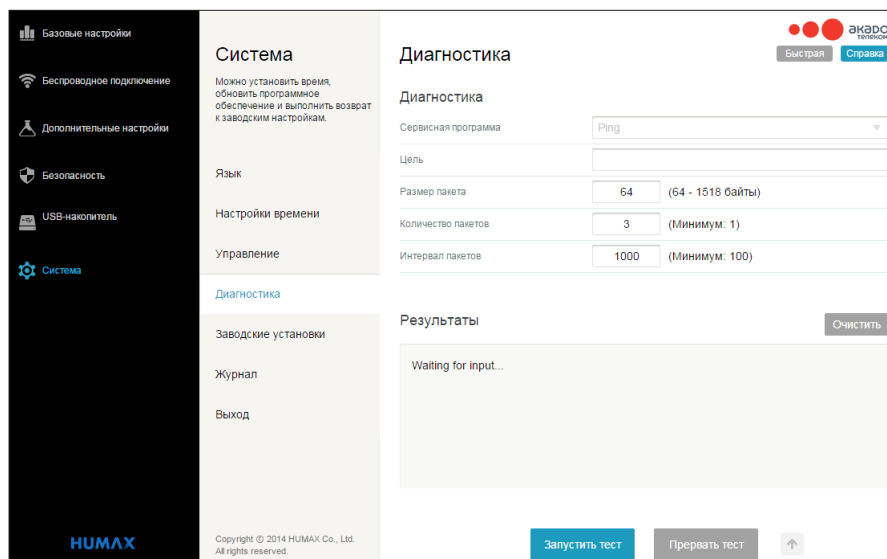 Базовые настройки
Беспроводное подключение
Дополнительные настройки
Безопасность
USB-накопитель
Система
HUMAX
Система
Можно установить время,
обновить программное
обеспечение и выполнить возврат
к заводским настройкам.
Язык
Настройки времени
Управление
Диагностика
Заводские установки
Журнал
Выход
Copyright © 2014 HUMAX Co., Ltd.
All rights reserved.
акадо
телеком
Диагностика
Быстрая
Справка
Диагностика
Сервисная программа Ping
Цель
Размер пакета 64 (64 - 1518 байты)
Количество пакетов 3 (Минимум: 1)
Интервал пакетов 1000 (Минимум: 100)
Результаты
Очистить
Waiting for input...
Запустить тест
Прервать тест